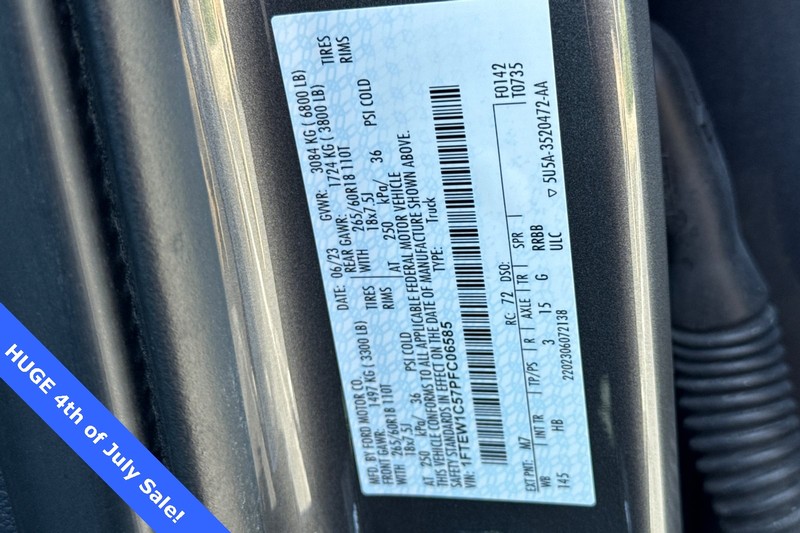 MFD. BY FORD MOTOR CO.
DATE: 06/23 GVWR: 3084 KG ( 6800 LB)
FRONT GAWR: 1497 KG ( 3300 LB) REAR GAWR: 1724 KG ( 3800 LB)
WITH 265/60R18 110T TIRES WITH 265/60R18 110T TIRES
18x7.5J RIMS 18x7.5J RIMS
AT 250 kPa/ 36 PSI COLD AT 250 kPa/ 36 PSI COLD
THIS VEHICLE CONFORMS TO ALL APPLICABLE FEDERAL MOTOR VEHICLE
SAFETY STANDARDS IN EFFECT ON THE DATE OF MANUFACTURE SHOWN ABOVE.
VIN: 1FTEW1C57PFC06585 TYPE: Truck
F0142
T0735
EXT PNT: M7 RC: 72 DSO:
WB INT TR TP/PS R AXLE TR SPR
145 HB 3 15 G RRBB
ULC
2202306072138 ▽ 5U5A-3520472-AA
HUGE 4th of July Sale!